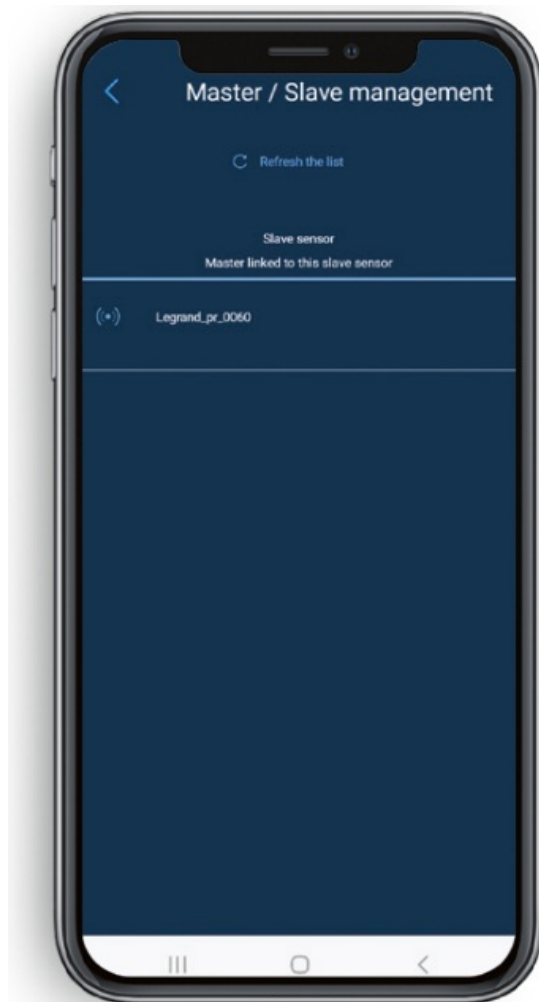 Master / Slave management
Refresh the list
Slave sensor
Master linked to this slave sensor
Legrand_pr_0060